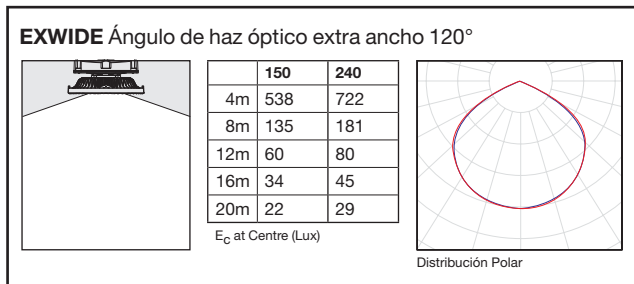 EXWIDE Ángulo de haz óptico extra ancho 120°
150 240
4m 538 722
8m 135 181
12m 60 80
16m 34 45
20m 22 29
EC at Centre (Lux)
Distribución Polar